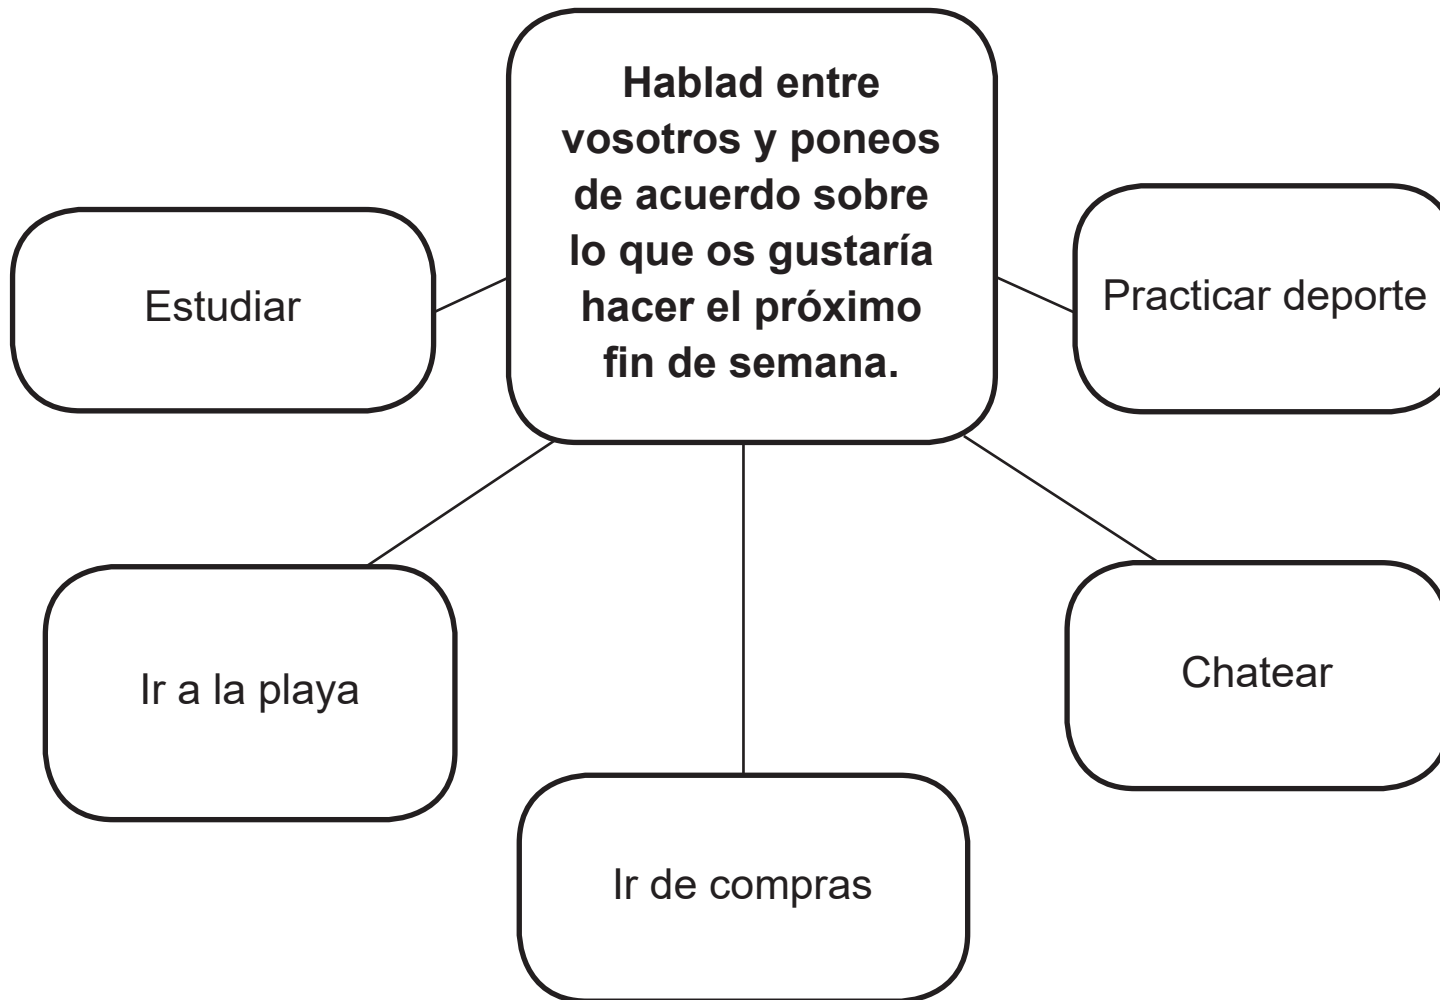 Hablad entre
vosotros y poneos
de acuerdo sobre
lo que os gustaría
hacer el próximo
fin de semana.
Estudiar
Practicar deporte
Ir a la playa
Chatear
Ir de compras